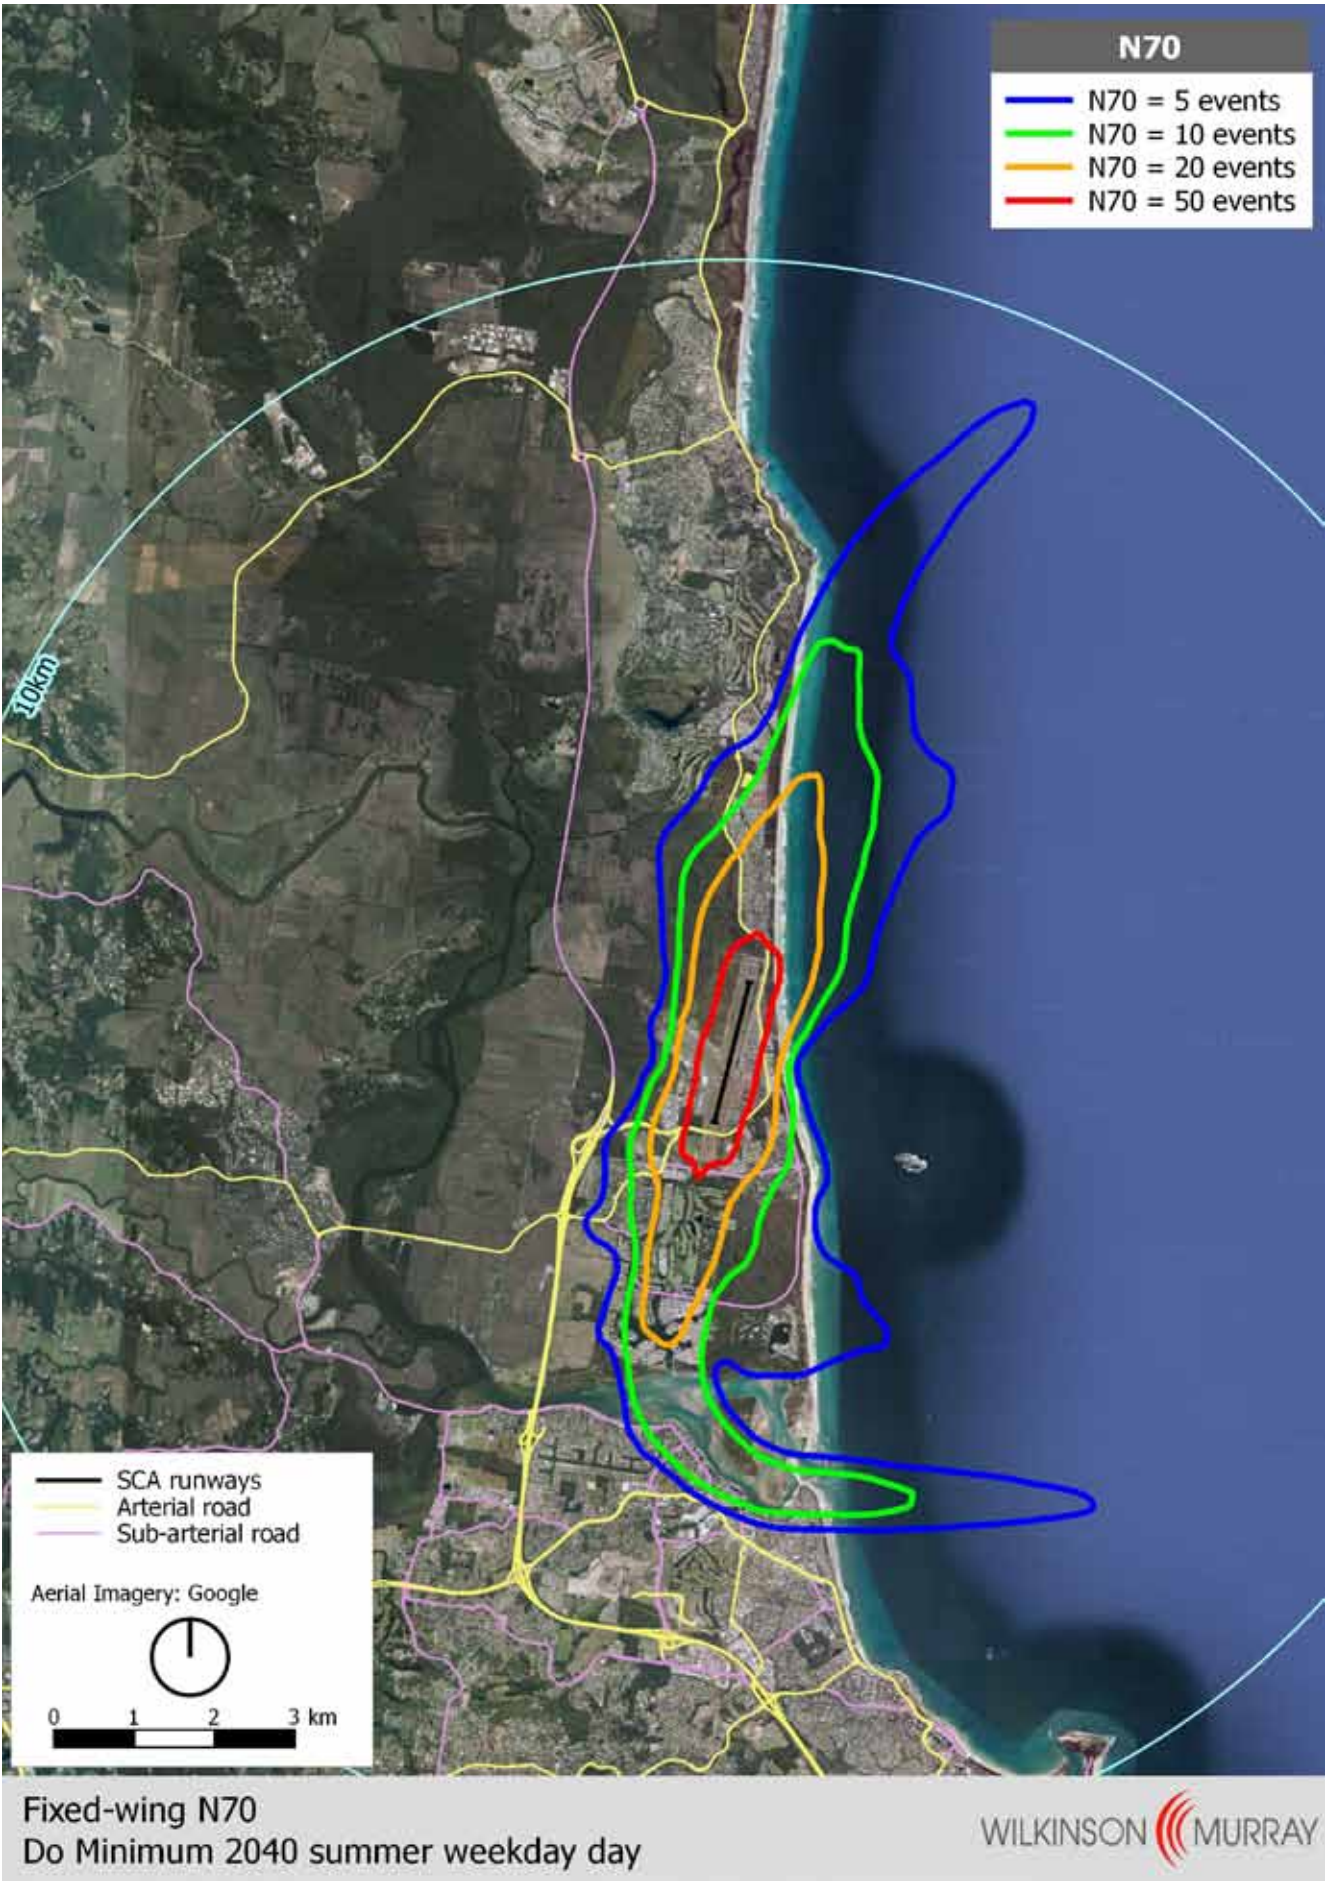 N70
N70 = 5 events
N70 = 10 events
N70 = 20 events
N70 = 50 events
10km
SCA runways
Arterial road
Sub-arterial road
Aerial Imagery: Google
0 1 2 3 km
Fixed-wing N70
Do Minimum 2040 summer weekday day
WILKINSON MURRAY